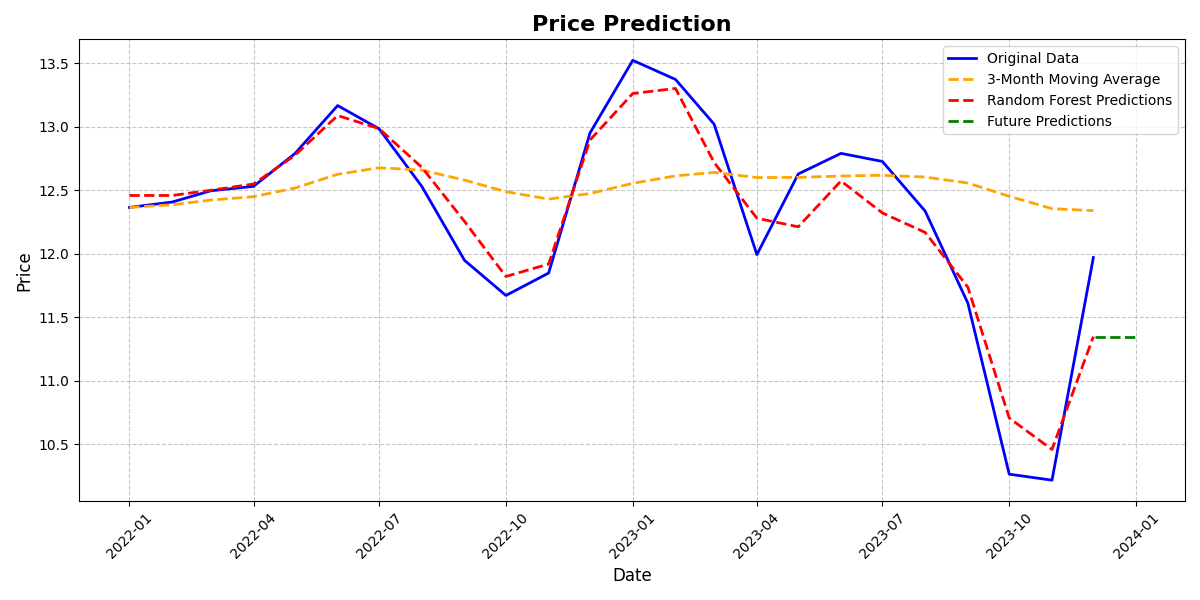 Price Prediction
Original Data
3-Month Moving Average
Random Forest Predictions
Future Predictions
Price
13.5
13.0
12.5
12.0
11.5
11.0
10.5
2022-01
2022-04
2022-07
2022-10
2023-01
2023-04
2023-07
2023-10
2024-01
Date